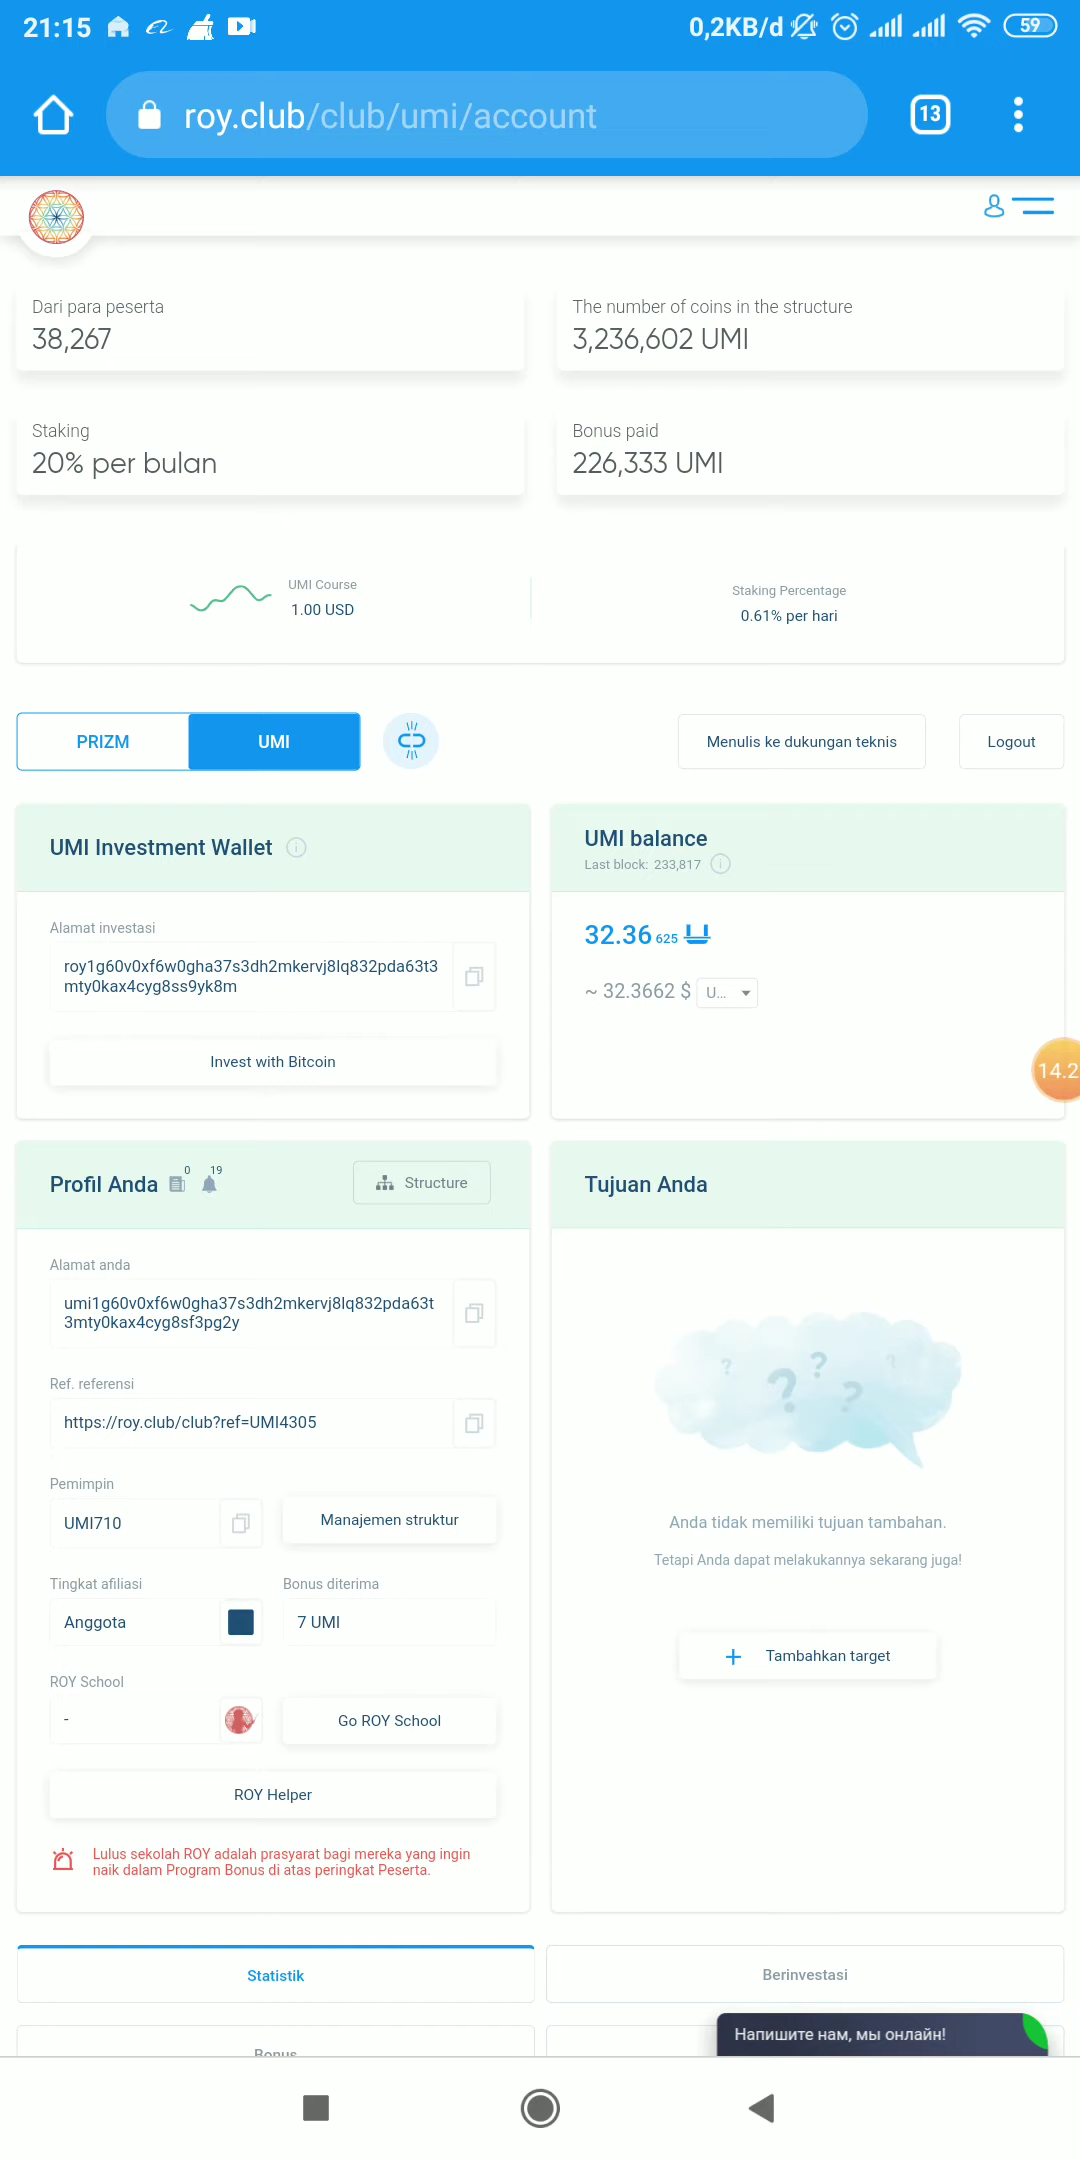 21:15
0,2KB/d
59
roy.club/club/umi/account
13
Dari para peserta
38,267
The number of coins in the structure
3,236,602 UMI
Staking
20% per bulan
Bonus paid
226,333 UMI
UMI Course
1.00 USD
Staking Percentage
0.61% per hari
PRIZM
UMI
Menulis ke dukungan teknis
Logout
UMI Investment Wallet
Alamat investasi
roy1g60v0xf6w0gha37s3dh2mkervj8lq832pda63t3
mty0kax4cyg8ss9yk8m
Invest with Bitcoin
UMI balance
Last block: 233,817
32.36 625
~ 32.3662 $ U...
14.2
Profil Anda 0 19
Structure
Alamat anda
umi1g60v0xf6w0gha37s3dh2mkervj8lq832pda63t
3mty0kax4cyg8sf3pg2y
Ref. referensi
https://roy.club/club?ref=UMI4305
Pemimpin
UMI710
Manajemen struktur
Tingkat afiliasi
Anggota
Bonus diterima
7 UMI
ROY School
-
Go ROY School
ROY Helper
Lulus sekolah ROY adalah prasyarat bagi mereka yang ingin
naik dalam Program Bonus di atas peringkat Peserta.
Tujuan Anda
? ? ? ? ?
Anda tidak memiliki tujuan tambahan.
Tetapi Anda dapat melakukannya sekarang juga!
+ Tambahkan target
Statistik
Berinvestasi
Bonus
Напишите нам, мы онлайн!